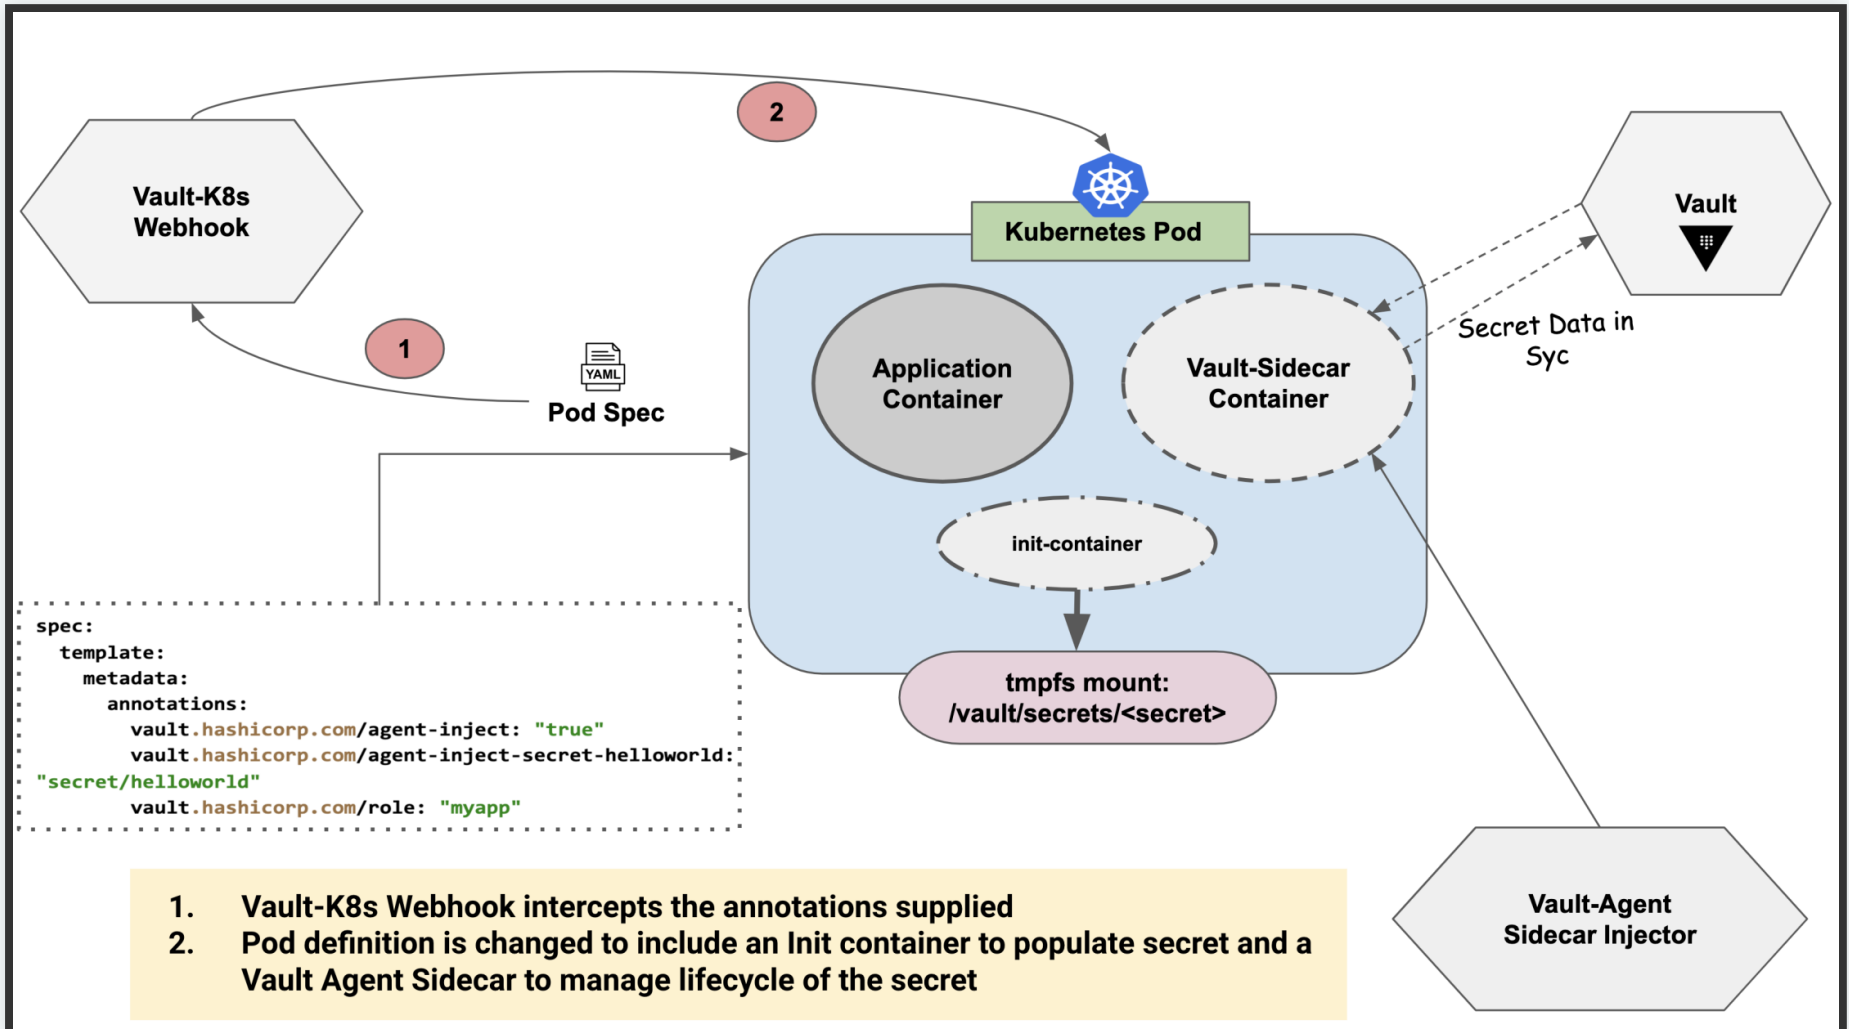 2
Vault-K8s
Webhook
Vault
Kubernetes Pod
1
YAML
Pod Spec
Secret Data in
Syc
Application
Container
Vault-Sidecar
Container
init-container
tmpfs mount:
/vault/secrets/<secret>
spec:
template:
metadata:
annotations:
vault.hashicorp.com/agent-inject: "true"
vault.hashicorp.com/agent-inject-secret-helloworld:
"secret/helloworld"
vault.hashicorp.com/role: "myapp"
1. Vault-K8s Webhook intercepts the annotations supplied
2. Pod definition is changed to include an Init container to populate secret and a
Vault Agent Sidecar to manage lifecycle of the secret
Vault-Agent
Sidecar Injector